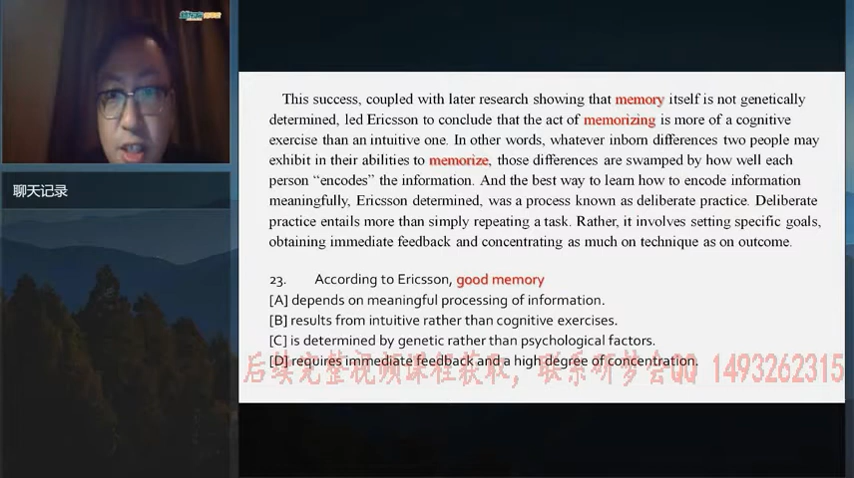 聊天记录
This success, coupled with later research showing that memory itself is not genetically
determined, led Ericsson to conclude that the act of memorizing is more of a cognitive
exercise than an intuitive one. In other words, whatever inborn differences two people may
exhibit in their abilities to memorize, those differences are swamped by how well each
person “encodes” the information. And the best way to learn how to encode information
meaningfully, Ericsson determined, was a process known as deliberate practice. Deliberate
practice entails more than simply repeating a task. Rather, it involves setting specific goals,
obtaining immediate feedback and concentrating as much on technique as on outcome.
23. According to Ericsson, good memory
[A] depends on meaningful processing of information.
[B] results from intuitive rather than cognitive exercises.
[C] is determined by genetic rather than psychological factors.
[D] requires immediate feedback and a high degree of concentration.
后续完整视频课程获取，联系研梦会QQ 1493262315